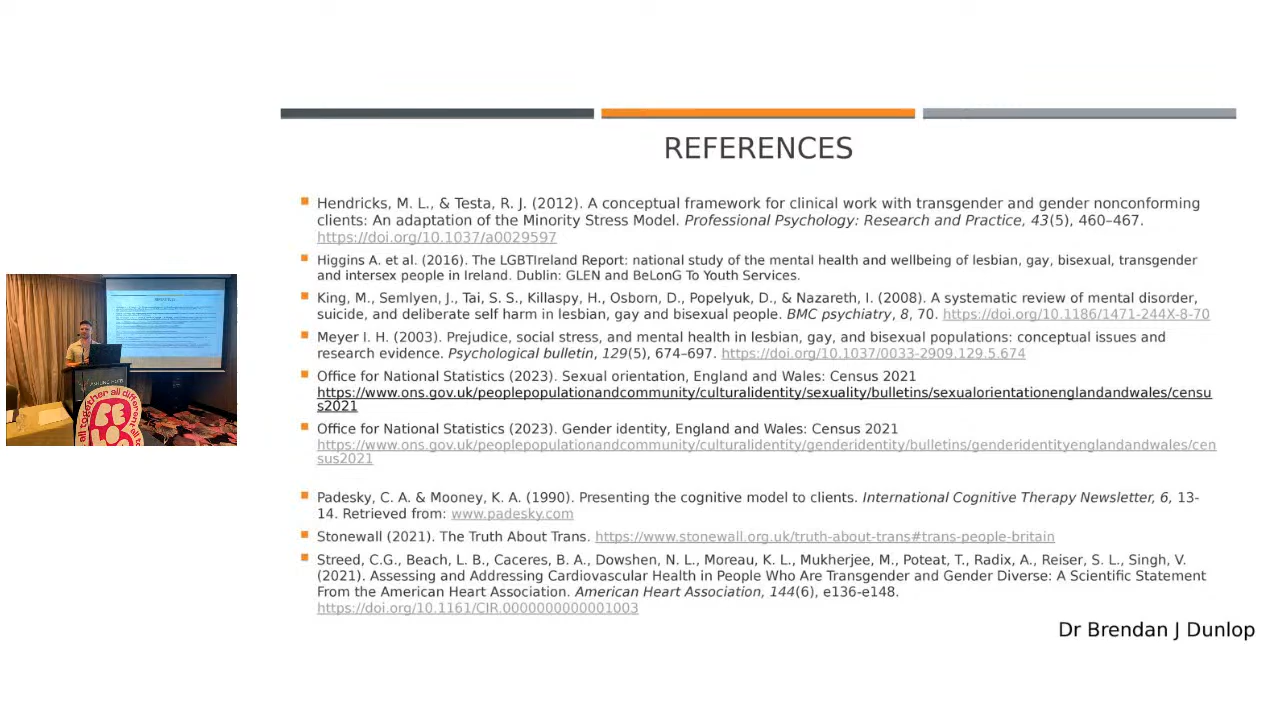 REFERENCES
Hendricks, M. L., & Testa, R. J. (2012). A conceptual framework for clinical work with transgender and gender nonconforming
clients: An adaptation of the Minority Stress Model. Professional Psychology: Research and Practice, 43(5), 460–467.
https://doi.org/10.1037/a0029597
Higgins A. et al. (2016). The LGBTIreland Report: national study of the mental health and wellbeing of lesbian, gay, bisexual, transgender
and intersex people in Ireland. Dublin: GLEN and BeLonG To Youth Services.
King, M., Semlyen, J., Tai, S. S., Killaspy, H., Osborn, D., Popelyuk, D., & Nazareth, I. (2008). A systematic review of mental disorder,
suicide, and deliberate self harm in lesbian, gay and bisexual people. BMC psychiatry, 8, 70. https://doi.org/10.1186/1471-244X-8-70
Meyer I. H. (2003). Prejudice, social stress, and mental health in lesbian, gay, and bisexual populations: conceptual issues and
research evidence. Psychological bulletin, 129(5), 674–697. https://doi.org/10.1037/0033-2909.129.5.674
Office for National Statistics (2023). Sexual orientation, England and Wales: Census 2021
https://www.ons.gov.uk/peoplepopulationandcommunity/culturalidentity/sexuality/bulletins/sexualorientationenglandandwales/censu
s2021
Office for National Statistics (2023). Gender identity, England and Wales: Census 2021
https://www.ons.gov.uk/peoplepopulationandcommunity/culturalidentity/genderidentity/bulletins/genderidentityenglandandwales/cen
sus2021
Padesky, C. A. & Mooney, K. A. (1990). Presenting the cognitive model to clients. International Cognitive Therapy Newsletter, 6, 13-
14. Retrieved from: www.padesky.com
Stonewall (2021). The Truth About Trans. https://www.stonewall.org.uk/truth-about-trans#trans-people-britain
Streed, C.G., Beach, L. B., Caceres, B. A., Dowshen, N. L., Moreau, K. L., Mukherjee, M., Poteat, T., Radix, A., Reiser, S. L., Singh, V.
(2021). Assessing and Addressing Cardiovascular Health in People Who Are Transgender and Gender Diverse: A Scientific Statement
From the American Heart Association. American Heart Association, 144(6), e136-e148.
https://doi.org/10.1161/CIR.0000000000001003
Dr Brendan J Dunlop
all together all different